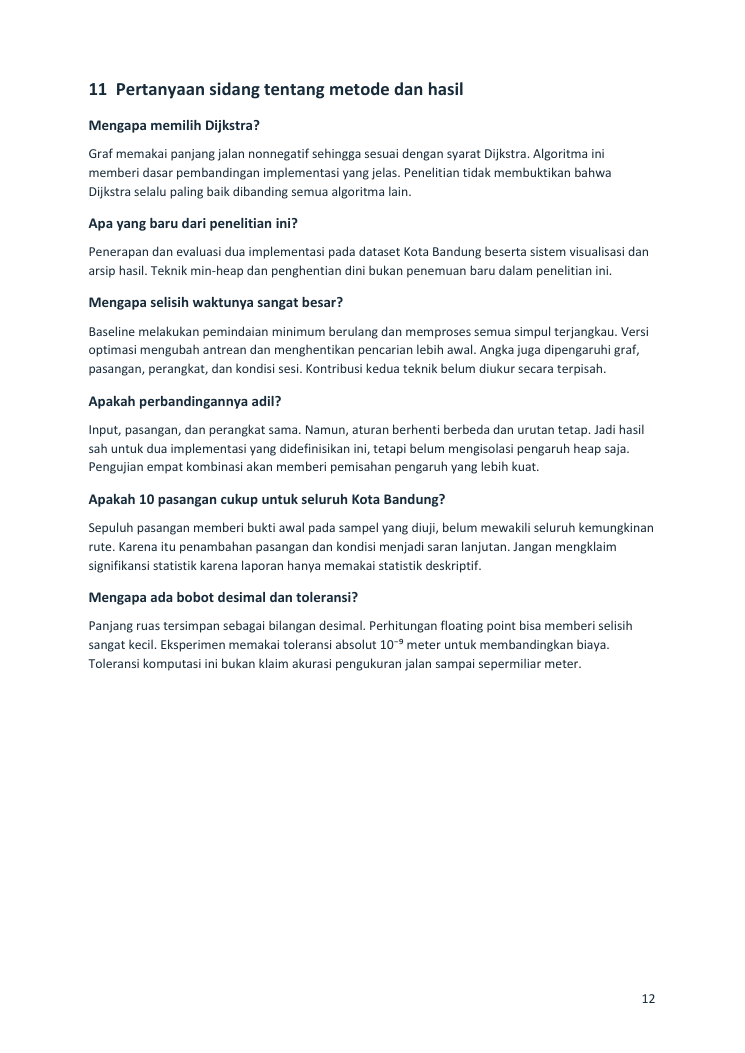 11 Pertanyaan sidang tentang metode dan hasil
Mengapa memilih Dijkstra?
Graf memakai panjang jalan nonnegatif sehingga sesuai dengan syarat Dijkstra. Algoritma ini
memberi dasar pembandingan implementasi yang jelas. Penelitian tidak membuktikan bahwa
Dijkstra selalu paling baik dibanding semua algoritma lain.
Apa yang baru dari penelitian ini?
Penerapan dan evaluasi dua implementasi pada dataset Kota Bandung beserta sistem visualisasi dan
arsip hasil. Teknik min-heap dan penghentian dini bukan penemuan baru dalam penelitian ini.
Mengapa selisih waktunya sangat besar?
Baseline melakukan pemindaian minimum berulang dan memproses semua simpul terjangkau. Versi
optimasi mengubah antrean dan menghentikan pencarian lebih awal. Angka juga dipengaruhi graf,
pasangan, perangkat, dan kondisi sesi. Kontribusi kedua teknik belum diukur secara terpisah.
Apakah perbandingannya adil?
Input, pasangan, dan perangkat sama. Namun, aturan berhenti berbeda dan urutan tetap. Jadi hasil
sah untuk dua implementasi yang didefinisikan ini, tetapi belum mengisolasi pengaruh heap saja.
Pengujian empat kombinasi akan memberi pemisahan pengaruh yang lebih kuat.
Apakah 10 pasangan cukup untuk seluruh Kota Bandung?
Sepuluh pasangan memberi bukti awal pada sampel yang diuji, belum mewakili seluruh kemungkinan
rute. Karena itu penambahan pasangan dan kondisi menjadi saran lanjutan. Jangan mengklaim
signifikansi statistik karena laporan hanya memakai statistik deskriptif.
Mengapa ada bobot desimal dan toleransi?
Panjang ruas tersimpan sebagai bilangan desimal. Perhitungan floating point bisa memberi selisih
sangat kecil. Eksperimen memakai toleransi absolut 10⁻⁹ meter untuk membandingkan biaya.
Toleransi komputasi ini bukan klaim akurasi pengukuran jalan sampai sepermiliar meter.
12